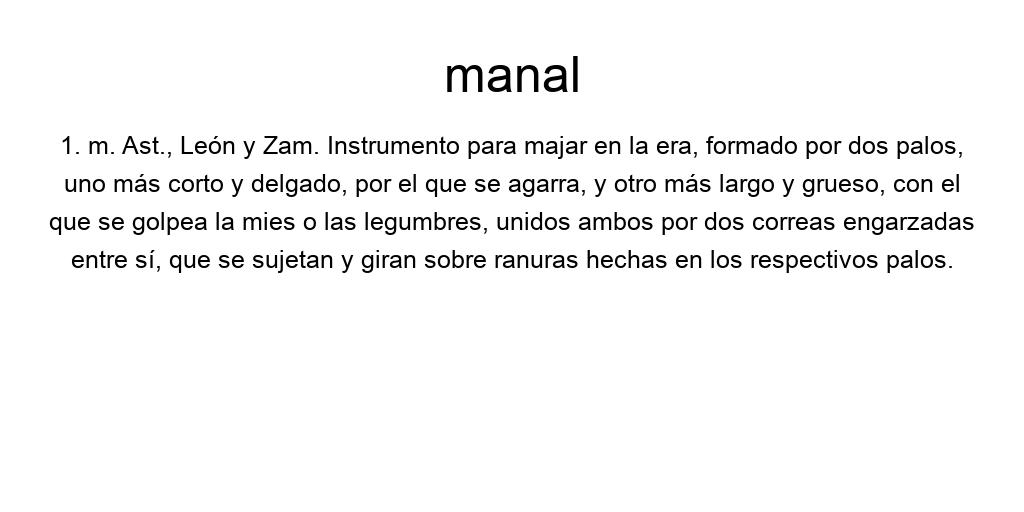 manal
1. m. Ast., León y Zam. Instrumento para majar en la era, formado por dos palos,
uno más corto y delgado, por el que se agarra, y otro más largo y grueso, con el
que se golpea la mies o las legumbres, unidos ambos por dos correas engarzadas
entre sí, que se sujetan y giran sobre ranuras hechas en los respectivos palos.